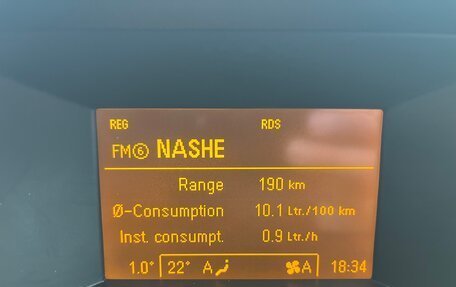 REG RDS
FM⑥ NASHE
Range 190 km
Ø-Consumption 10.1 Ltr./100 km
Inst. consumpt. 0.9 Ltr./h
1.0° 22° A A 18:34